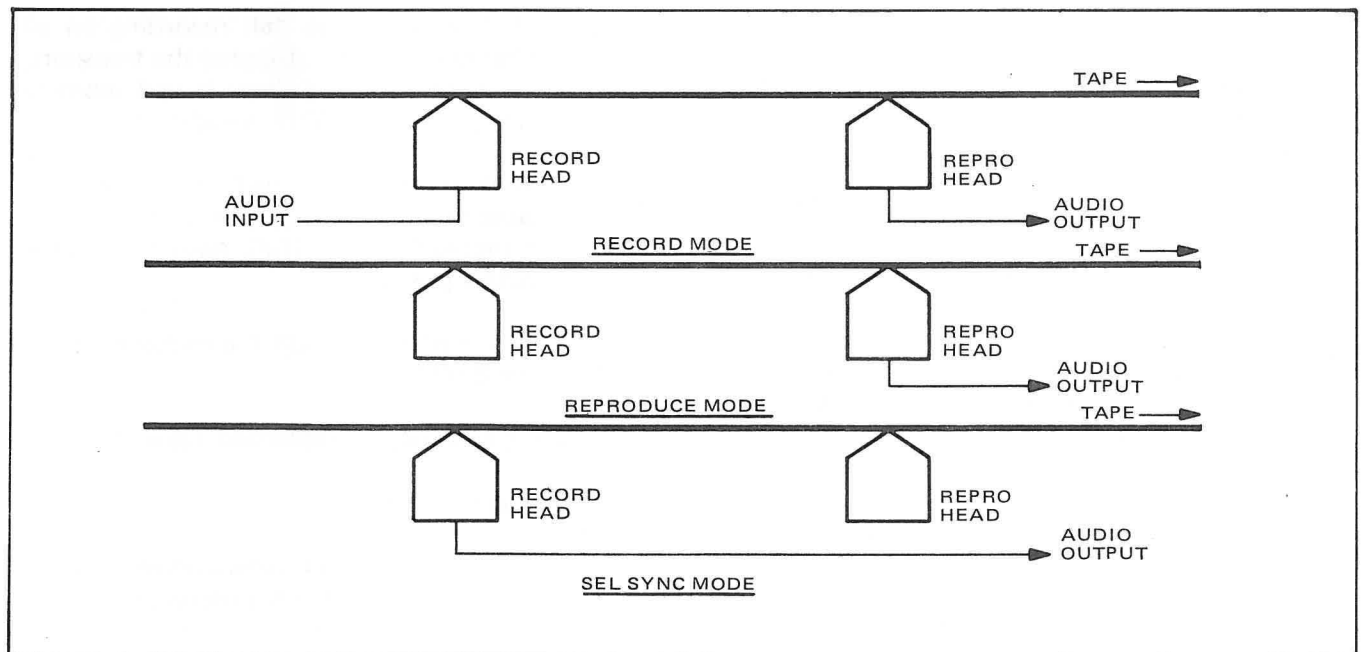 TAPE
RECORD
HEAD
REPRO
HEAD
AUDIO
INPUT
AUDIO
OUTPUT
RECORD MODE
TAPE
RECORD
HEAD
REPRO
HEAD
AUDIO
OUTPUT
REPRODUCE MODE
TAPE
RECORD
HEAD
REPRO
HEAD
AUDIO
OUTPUT
SEL SYNC MODE